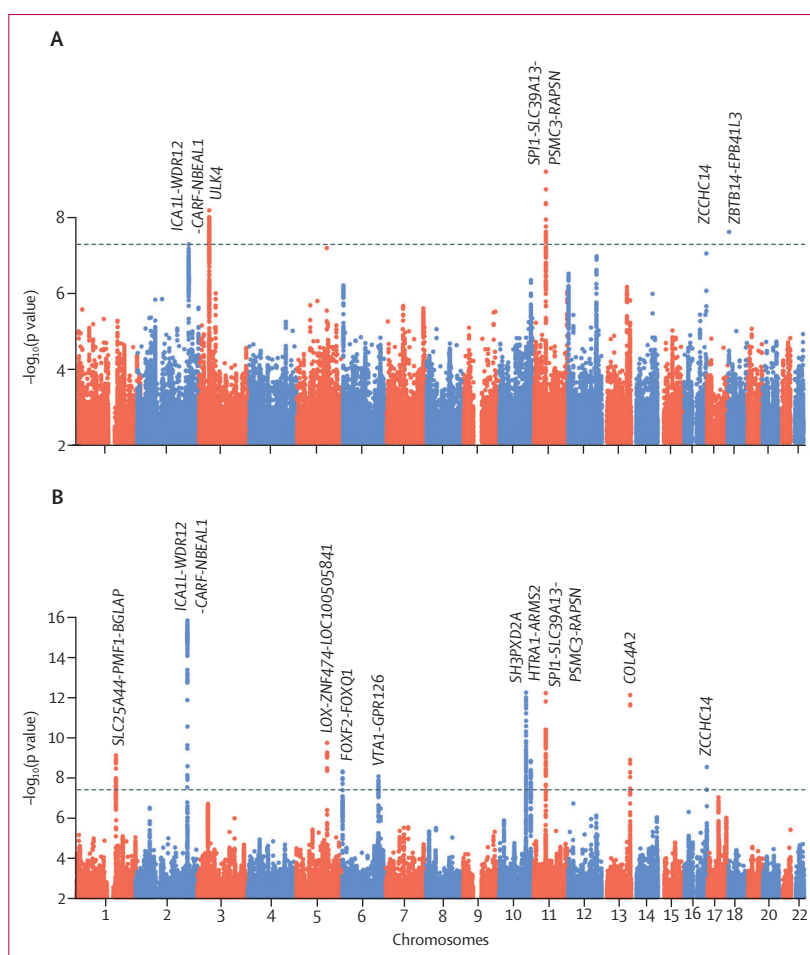 A
ICA1L-WDR12
-CARF-NBEAL1
ULK4
SPI1-SLC39A13-
PSMC3-RAPSN
ZCCHC14
ZBTB14-EPB41L3
–log10(p value)
8
6
4
2
B
SLC25A44-PMF1-BGLAP
ICA1L-WDR12
-CARF-NBEAL1
LOX-ZNF474-LOC100505841
FOXF2-FOXQ1
VTA1-GPR126
SH3PXD2A
HTRA1-ARMS2
SPI1-SLC39A13-
PSMC3-RAPSN
COL4A2
ZCCHC14
–log10(p value)
16
14
12
10
8
6
4
2
1 2 3 4 5 6 7 8 9 10 11 12 13 14 15 16 17 18 20 22
Chromosomes